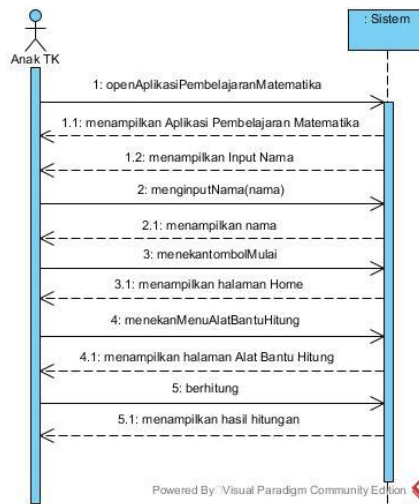 : Sistem
Anak TK
1: openAplikasiPembelajaranMatematika
1.1: menampilkan Aplikasi Pembelajaran Matematika
1.2: menampilkan Input Nama
2: menginputNama(nama)
2.1: menampilkan nama
3: menekantombolMulai
3.1: menampilkan halaman Home
4: menekanMenuAlatBantuHitung
4.1: menampilkan halaman Alat Bantu Hitung
5: berhitung
5.1: menampilkan hasil hitungan
Powered By Visual Paradigm Community Edition